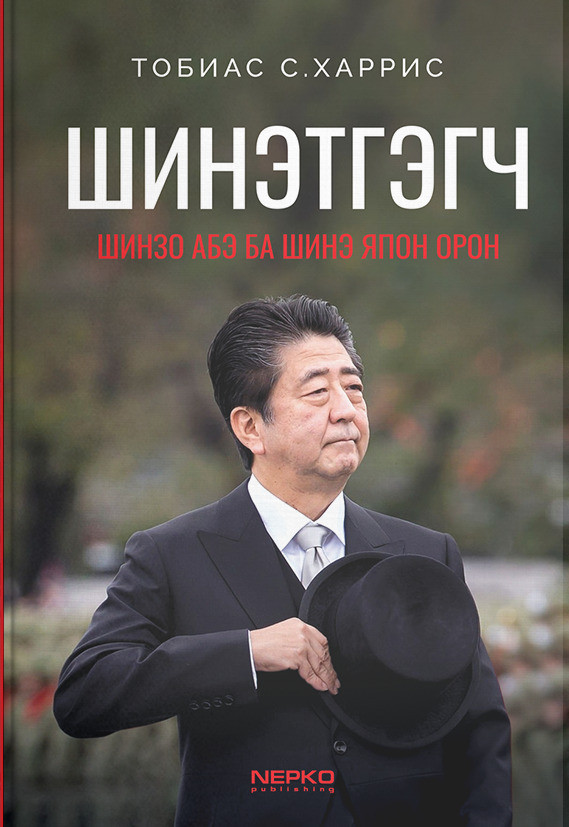 ТОБИАС С.ХАРРИС
ШИНЭТГЭГЧ
ШИНЗО АБЭ БА ШИНЭ ЯПОН ОРОН
NEPKO
publishing